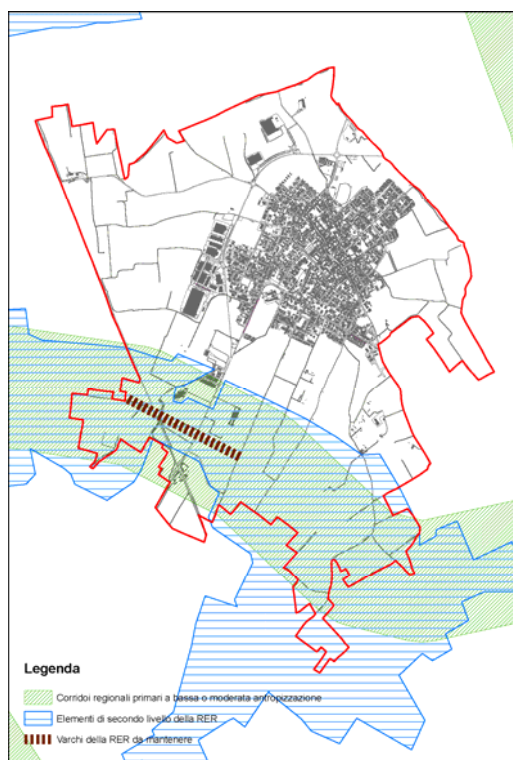 Legenda
Corridoi regionali primari a bassa o moderata antropizzazione
Elementi di secondo livello della RER
Varchi della RER da mantenere